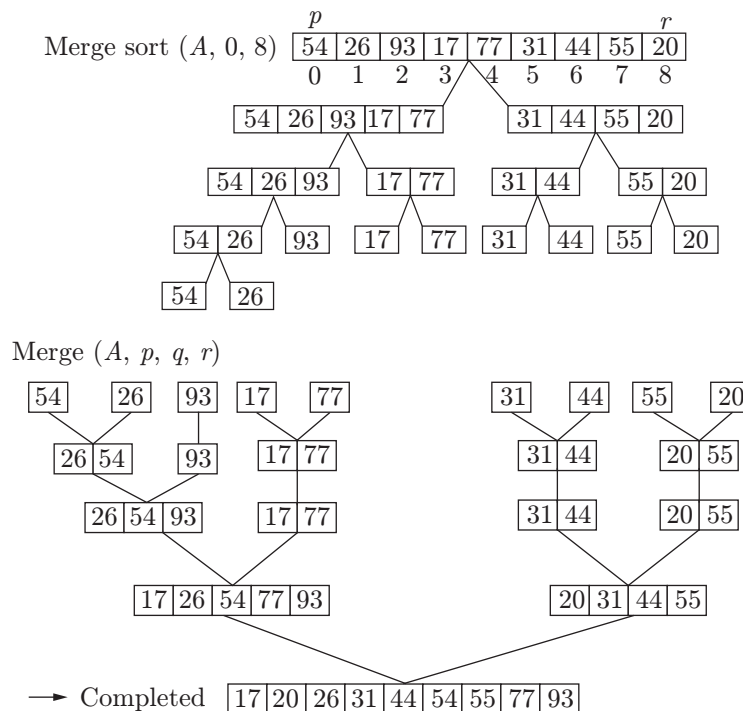 p r
Merge sort (A, 0, 8) 54 26 93 17 77 31 44 55 20
0 1 2 3 4 5 6 7 8
54 26 93 17 77 31 44 55 20
54 26 93 17 77 31 44 55 20
54 26 93 17 77 31 44 55 20
54 26
Merge (A, p, q, r)
54 26 93 17 77 31 44 55 20
26 54 93 17 77 31 44 20 55
26 54 93 17 77 31 44 20 55
17 26 54 77 93 20 31 44 55
Completed 17 20 26 31 44 54 55 77 93